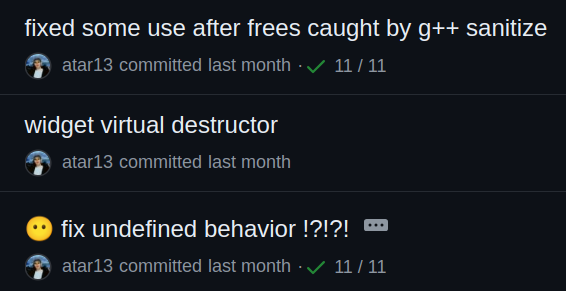 fixed some use after frees caught by g++ sanitize
atar13 committed last month · ✓ 11 / 11
widget virtual destructor
atar13 committed last month
😶 fix undefined behavior !?!?! ...
atar13 committed last month · ✓ 11 / 11